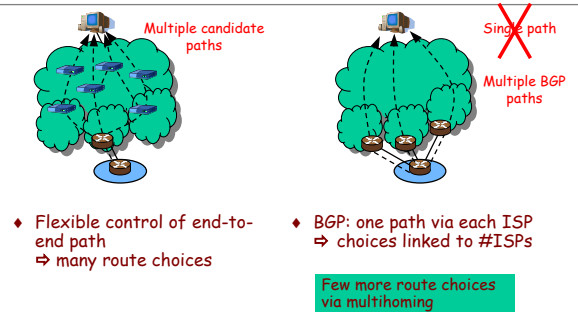 Multiple candidate
paths
Single path
Multiple BGP
paths
♦ Flexible control of end-to-
end path
⇨ many route choices
♦ BGP: one path via each ISP
⇨ choices linked to #ISPs
Few more route choices
via multihoming